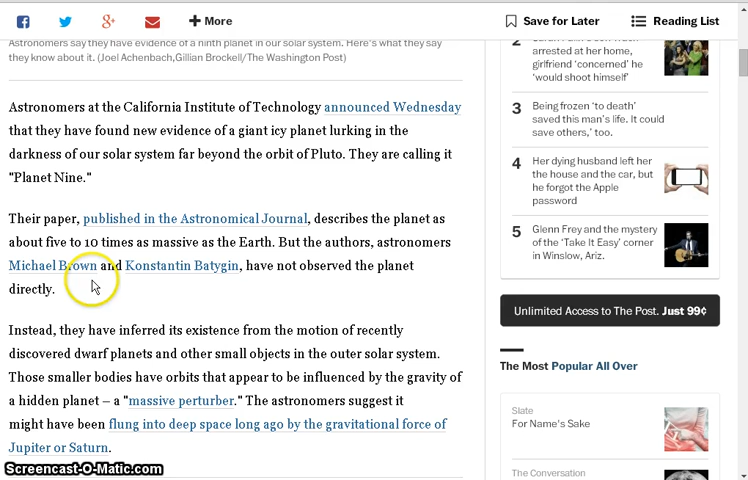 More
Save for Later
Reading List
Astronomers say they have evidence of a ninth planet in our solar system. Here's what they say
they know about it. (Joel Achenbach,Gillian Brockell/The Washington Post)
Astronomers at the California Institute of Technology announced Wednesday
that they have found new evidence of a giant icy planet lurking in the
darkness of our solar system far beyond the orbit of Pluto. They are calling it
"Planet Nine."
Their paper, published in the Astronomical Journal, describes the planet as
about five to 10 times as massive as the Earth. But the authors, astronomers
Michael Brown and Konstantin Batygin, have not observed the planet
directly.
Instead, they have inferred its existence from the motion of recently
discovered dwarf planets and other small objects in the outer solar system.
Those smaller bodies have orbits that appear to be influenced by the gravity of
a hidden planet – a "massive perturber." The astronomers suggest it
might have been flung into deep space long ago by the gravitational force of
Jupiter or Saturn.
2
arrested at her home,
girlfriend 'concerned' he
'would shoot himself'
3
Being frozen 'to death'
saved this man's life. It could
save others,' too.
4
Her dying husband left her
the house and the car, but
he forgot the Apple
password
5
Glenn Frey and the mystery
of the 'Take It Easy' corner
in Winslow, Ariz.
Unlimited Access to The Post. Just 99¢
The Most Popular All Over
Slate
For Name's Sake
The Conversation
Screencast-O-Matic.com